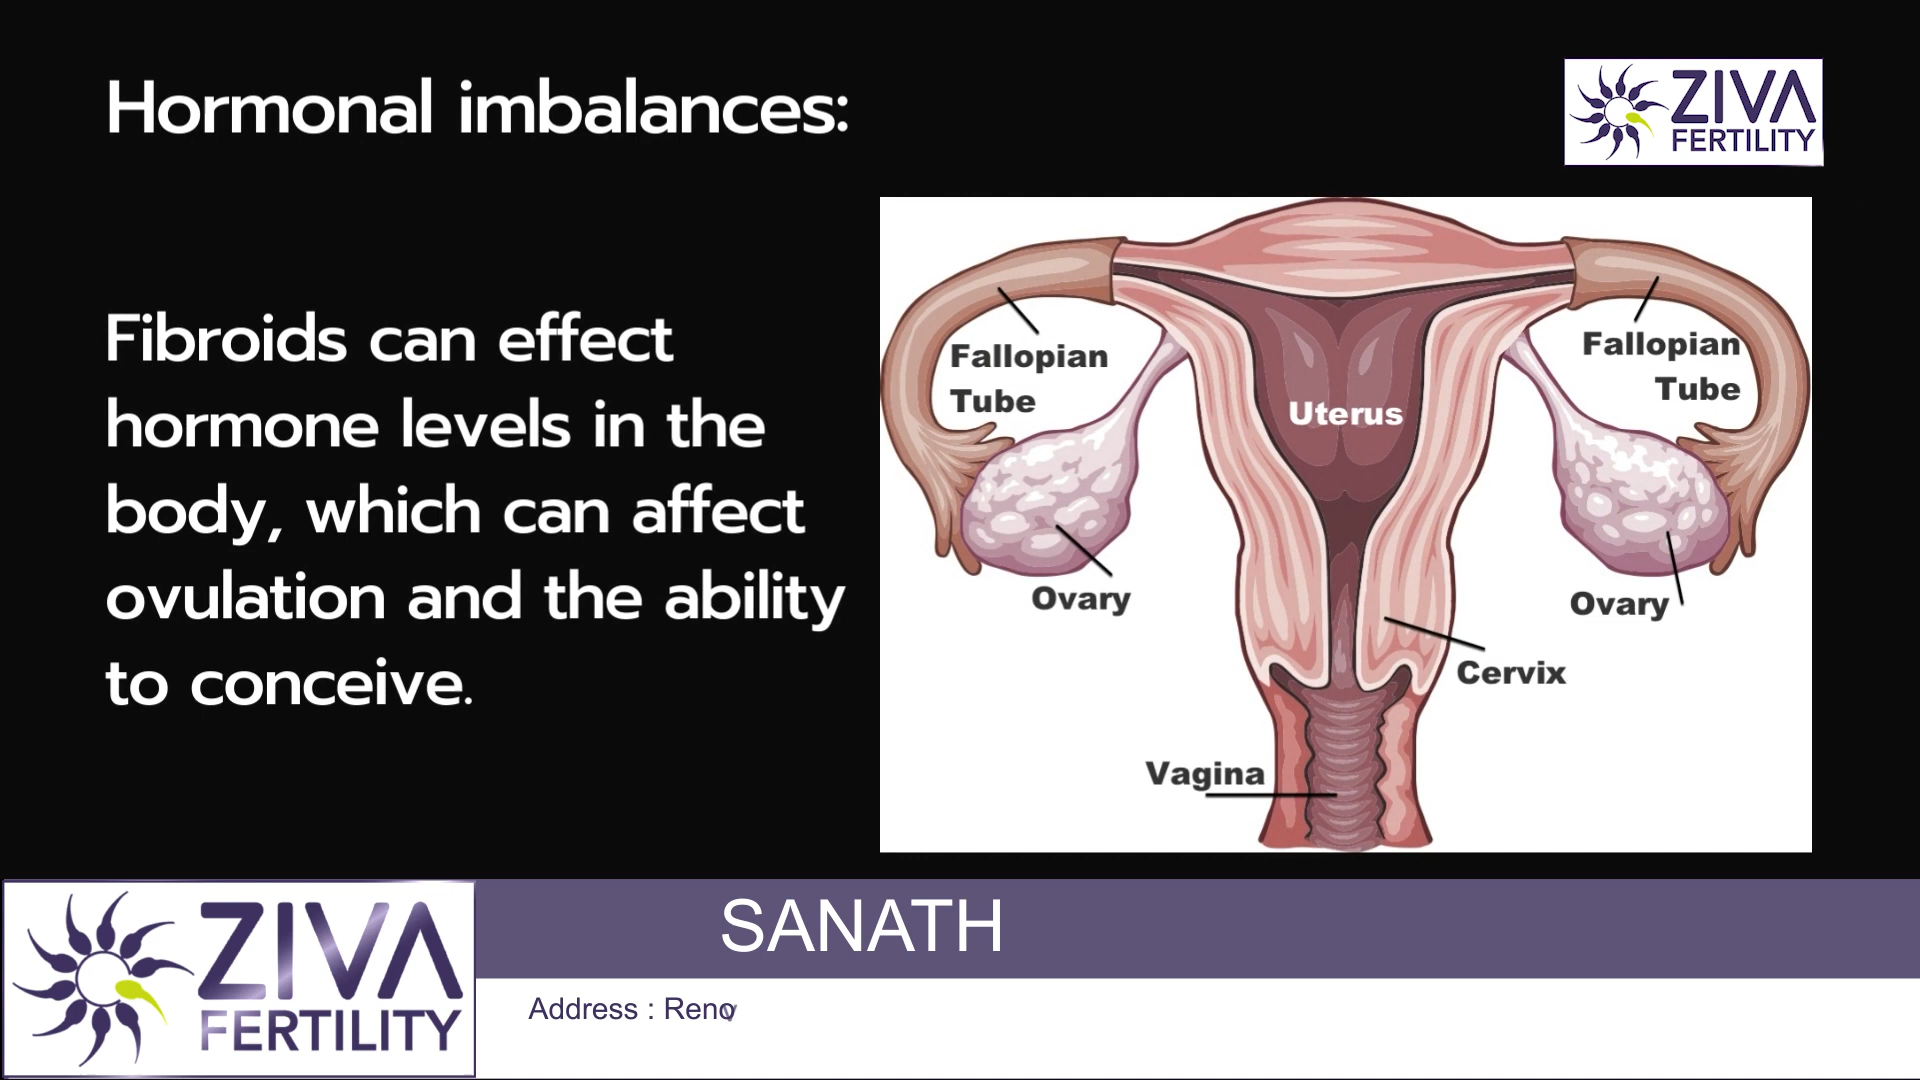 Hormonal imbalances:
ZIVA
FERTILITY
Fibroids can effect
hormone levels in the
body, which can affect
ovulation and the ability
to conceive.
Fallopian
Tube
Fallopian
Tube
Uterus
Ovary
Ovary
Cervix
Vagina
ZIVA
FERTILITY
SANATH
Address : Reno